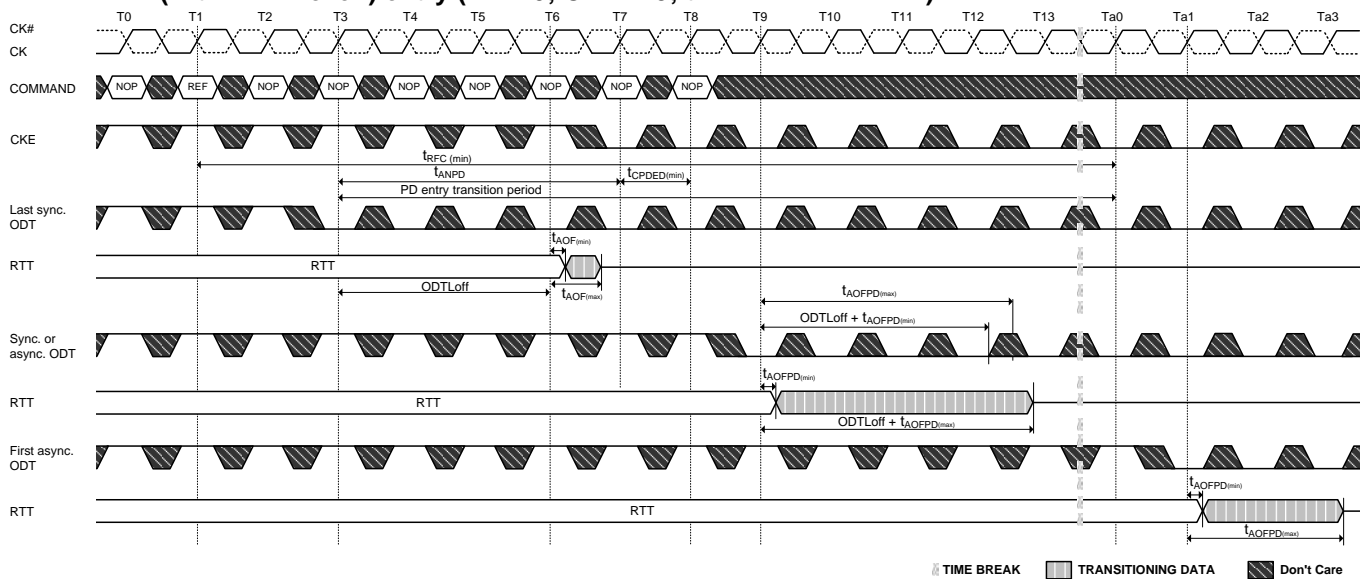 T0 T1 T2 T3 T4 T5 T6 T7 T8 T9 T10 T11 T12 T13 Ta0 Ta1 Ta2 Ta3
CK#
CK
COMMAND NOP REF NOP NOP NOP NOP NOP NOP NOP
CKE
tRFC (min)
tANPD tCPDED(min)
PD entry transition period
Last sync.
ODT
tAOF(min)
RTT RTT
ODTLoff tAOF(max)
tAOFPD(max)
ODTLoff + tAOFPD(min)
Sync. or
async. ODT
tAOFPD(min)
RTT RTT
ODTLoff + tAOFPD(max)
First async.
ODT
tAOFPD(min)
RTT RTT
tAOFPD(max)
TIME BREAK TRANSITIONING DATA Don't Care